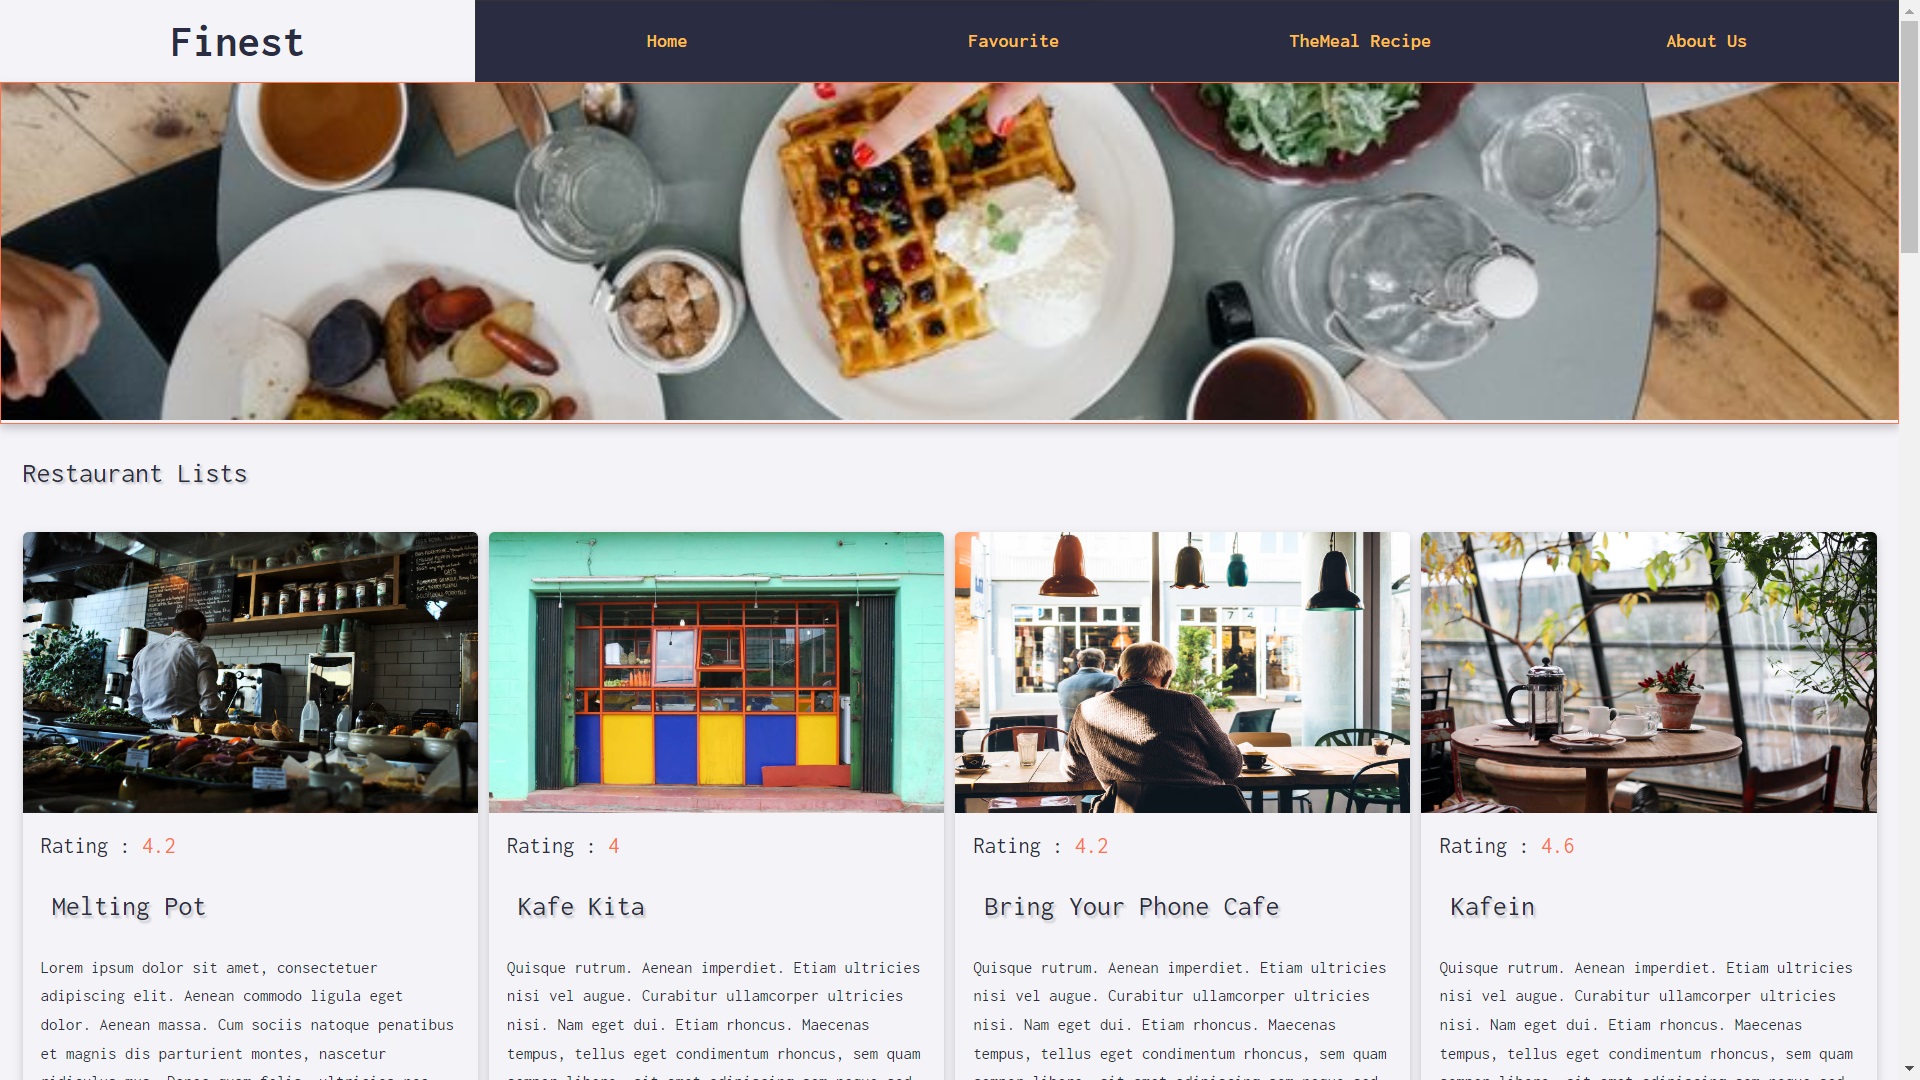 Finest
Home Favourite TheMeal Recipe About Us
Restaurant Lists
Rating : 4.2
Melting Pot
Lorem ipsum dolor sit amet, consectetuer
adipiscing elit. Aenean commodo ligula eget
dolor. Aenean massa. Cum sociis natoque penatibus
et magnis dis parturient montes, nascetur
Rating : 4
Kafe Kita
Quisque rutrum. Aenean imperdiet. Etiam ultricies
nisi vel augue. Curabitur ullamcorper ultricies
nisi. Nam eget dui. Etiam rhoncus. Maecenas
tempus, tellus eget condimentum rhoncus, sem quam
Rating : 4.2
Bring Your Phone Cafe
Quisque rutrum. Aenean imperdiet. Etiam ultricies
nisi vel augue. Curabitur ullamcorper ultricies
nisi. Nam eget dui. Etiam rhoncus. Maecenas
tempus, tellus eget condimentum rhoncus, sem quam
Rating : 4.6
Kafein
Quisque rutrum. Aenean imperdiet. Etiam ultricies
nisi vel augue. Curabitur ullamcorper ultricies
nisi. Nam eget dui. Etiam rhoncus. Maecenas
tempus, tellus eget condimentum rhoncus, sem quam